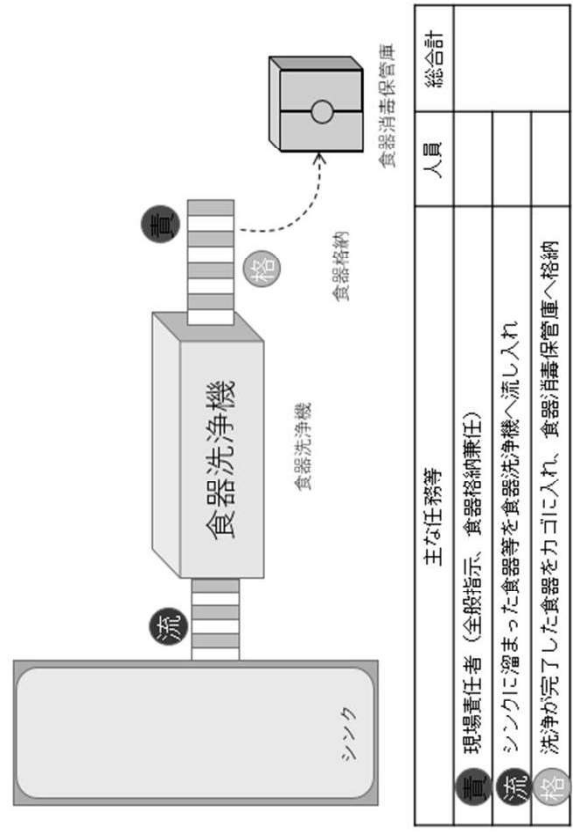 シンク
流
食器洗浄機
食器洗浄機
責
格
食器格納
食器消毒保管庫
主な任務等 人員 総合計
責 現場責任者（全般指示、食器格納兼任）
流 シンクに溜まった食器等を食器洗浄機へ流し入れ
格 洗浄が完了した食器をカゴに入れ、食器消毒保管庫へ格納